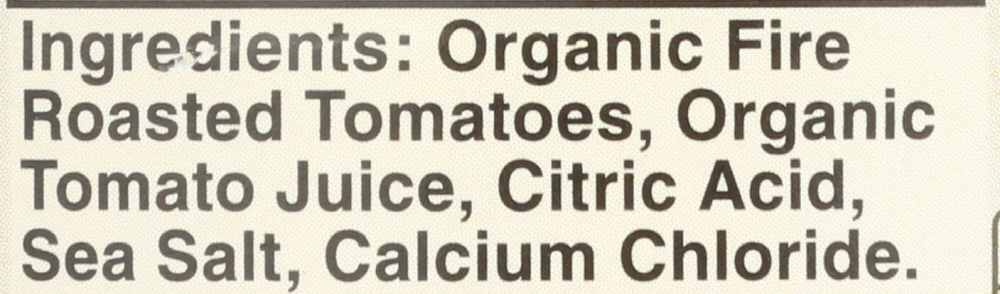 Ingredients: Organic Fire
Roasted Tomatoes, Organic
Tomato Juice, Citric Acid,
Sea Salt, Calcium Chloride.